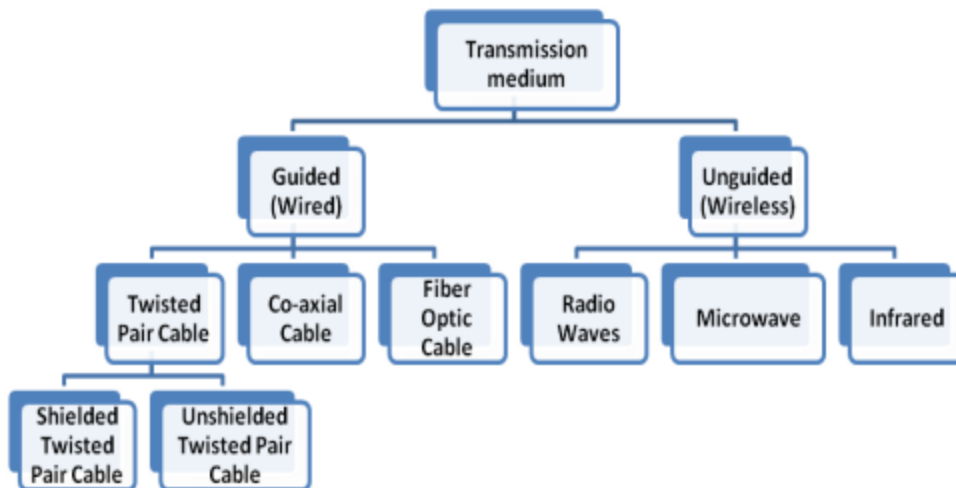 Transmission
medium
Guided
(Wired)
Unguided
(Wireless)
Twisted
Pair Cable
Co-axial
Cable
Fiber
Optic
Cable
Radio
Waves
Microwave
Infrared
Shielded
Twisted
Pair Cable
Unshielded
Twisted Pair
Cable